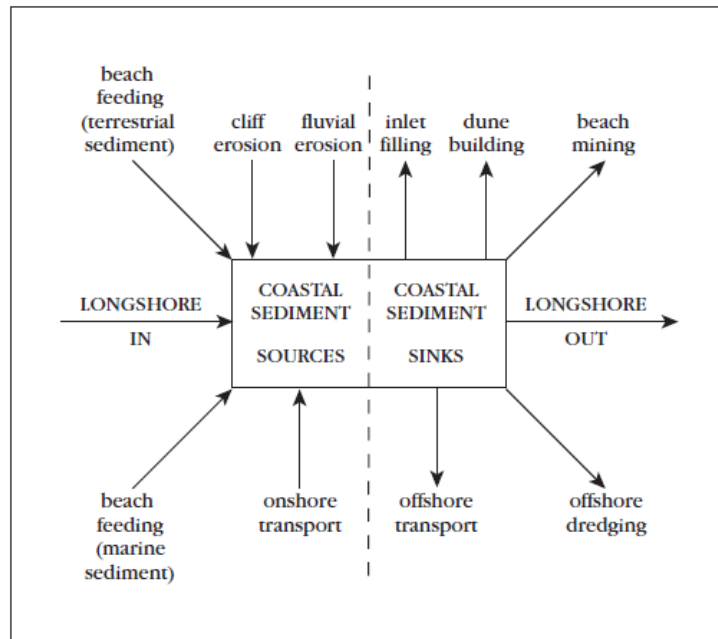 beach
feeding
(terrestrial
sediment)
cliff
erosion
fluvial
erosion
inlet
filling
dune
building
beach
mining
LONGSHORE
IN
COASTAL
SEDIMENT
SOURCES
COASTAL
SEDIMENT
SINKS
LONGSHORE
OUT
beach
feeding
(marine
sediment)
onshore
transport
offshore
transport
offshore
dredging